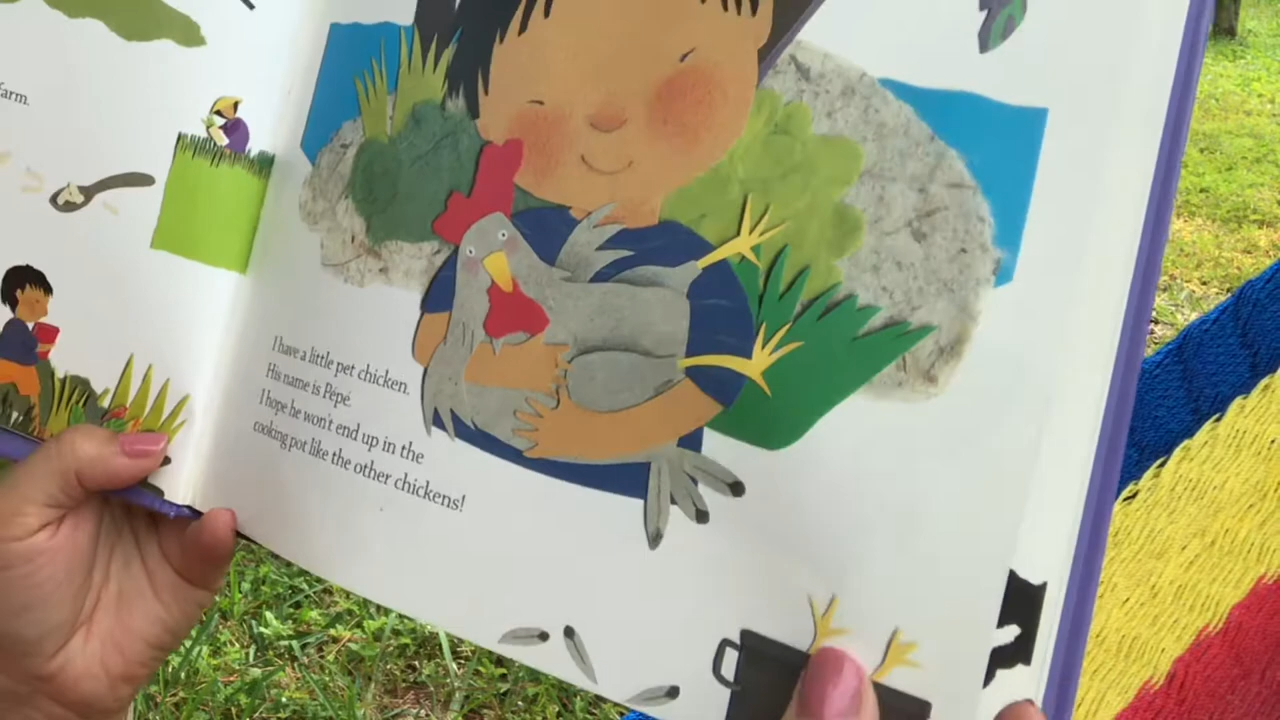 farm.
I have a little pet chicken.
His name is Pépé.
I hope he won't end up in the
cooking pot like the other chickens!